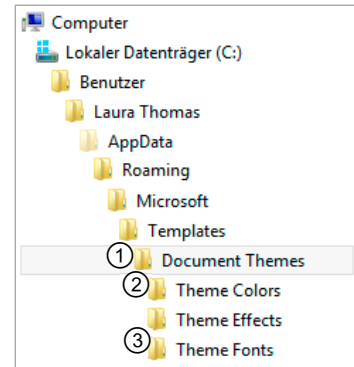 Computer
Lokaler Datenträger (C:)
Benutzer
Laura Thomas
AppData
Roaming
Microsoft
Templates
1 Document Themes
2 Theme Colors
Theme Effects
3 Theme Fonts